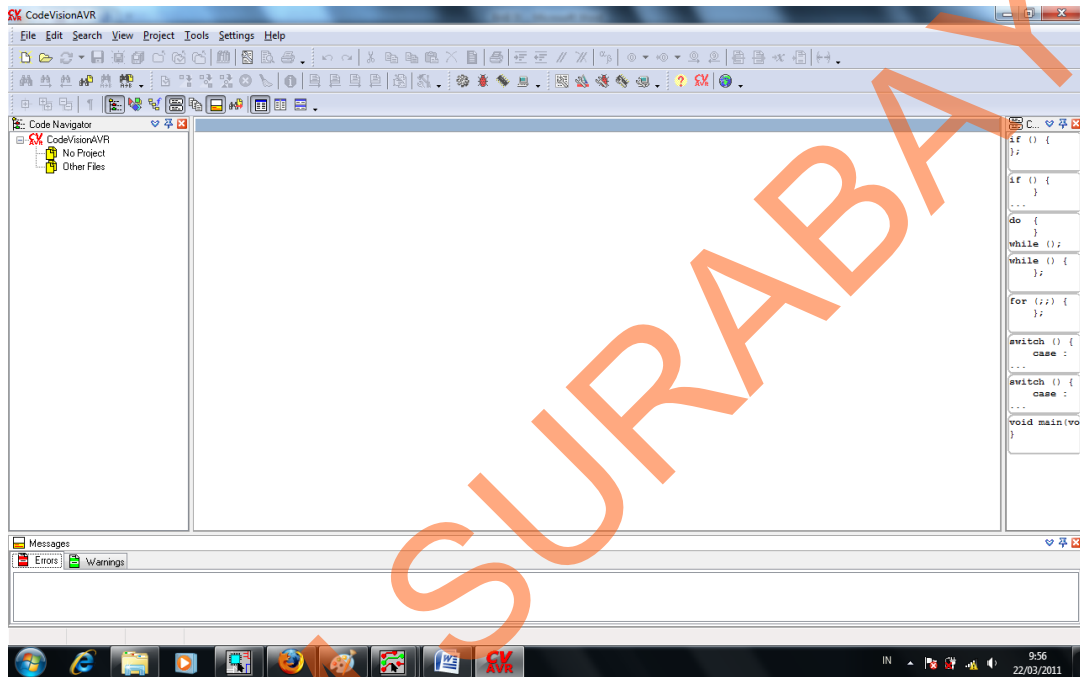 CodeVisionAVR
File Edit Search View Project Tools Settings Help
Code Navigator
CodeVisionAVR
No Project
Other Files
C...
if () {
};
if () {
}
...
do {
}
while ();
while () {
};
for (;;) {
};
switch () {
case :
...
switch () {
case :
...
void main(vo
}
Messages
Errors Warnings
IN 9:56
22/03/2011
SURABAY